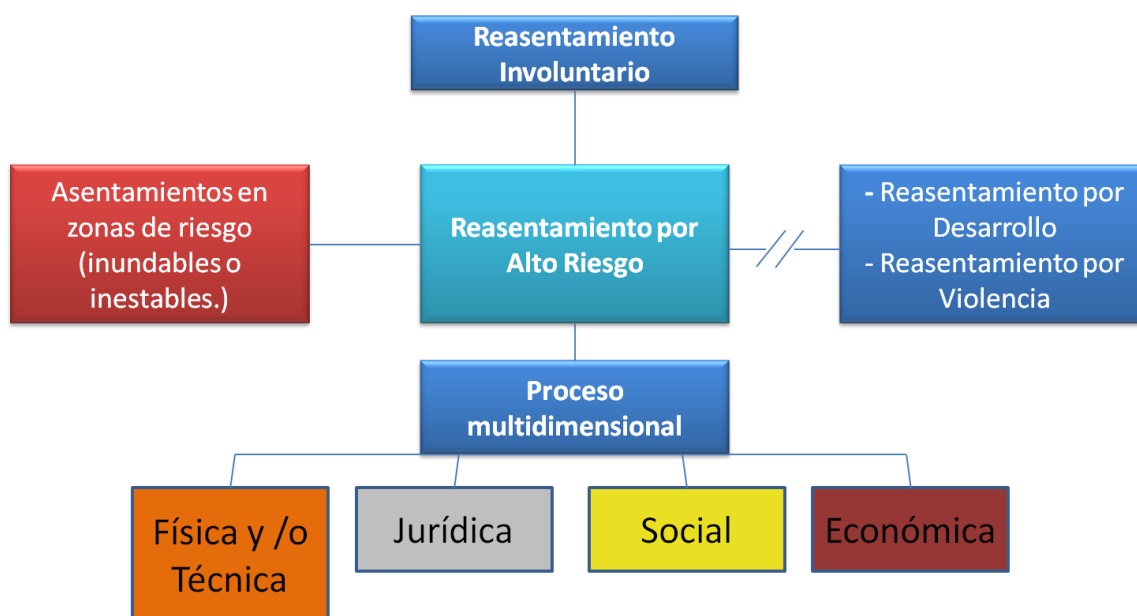 Reasentamiento
Involuntario
Asentamientos en
zonas de riesgo
(inundables o
inestables.)
Reasentamiento por
Alto Riesgo
- Reasentamiento por
Desarrollo
- Reasentamiento por
Violencia
Proceso
multidimensional
Física y /o
Técnica
Jurídica
Social
Económica